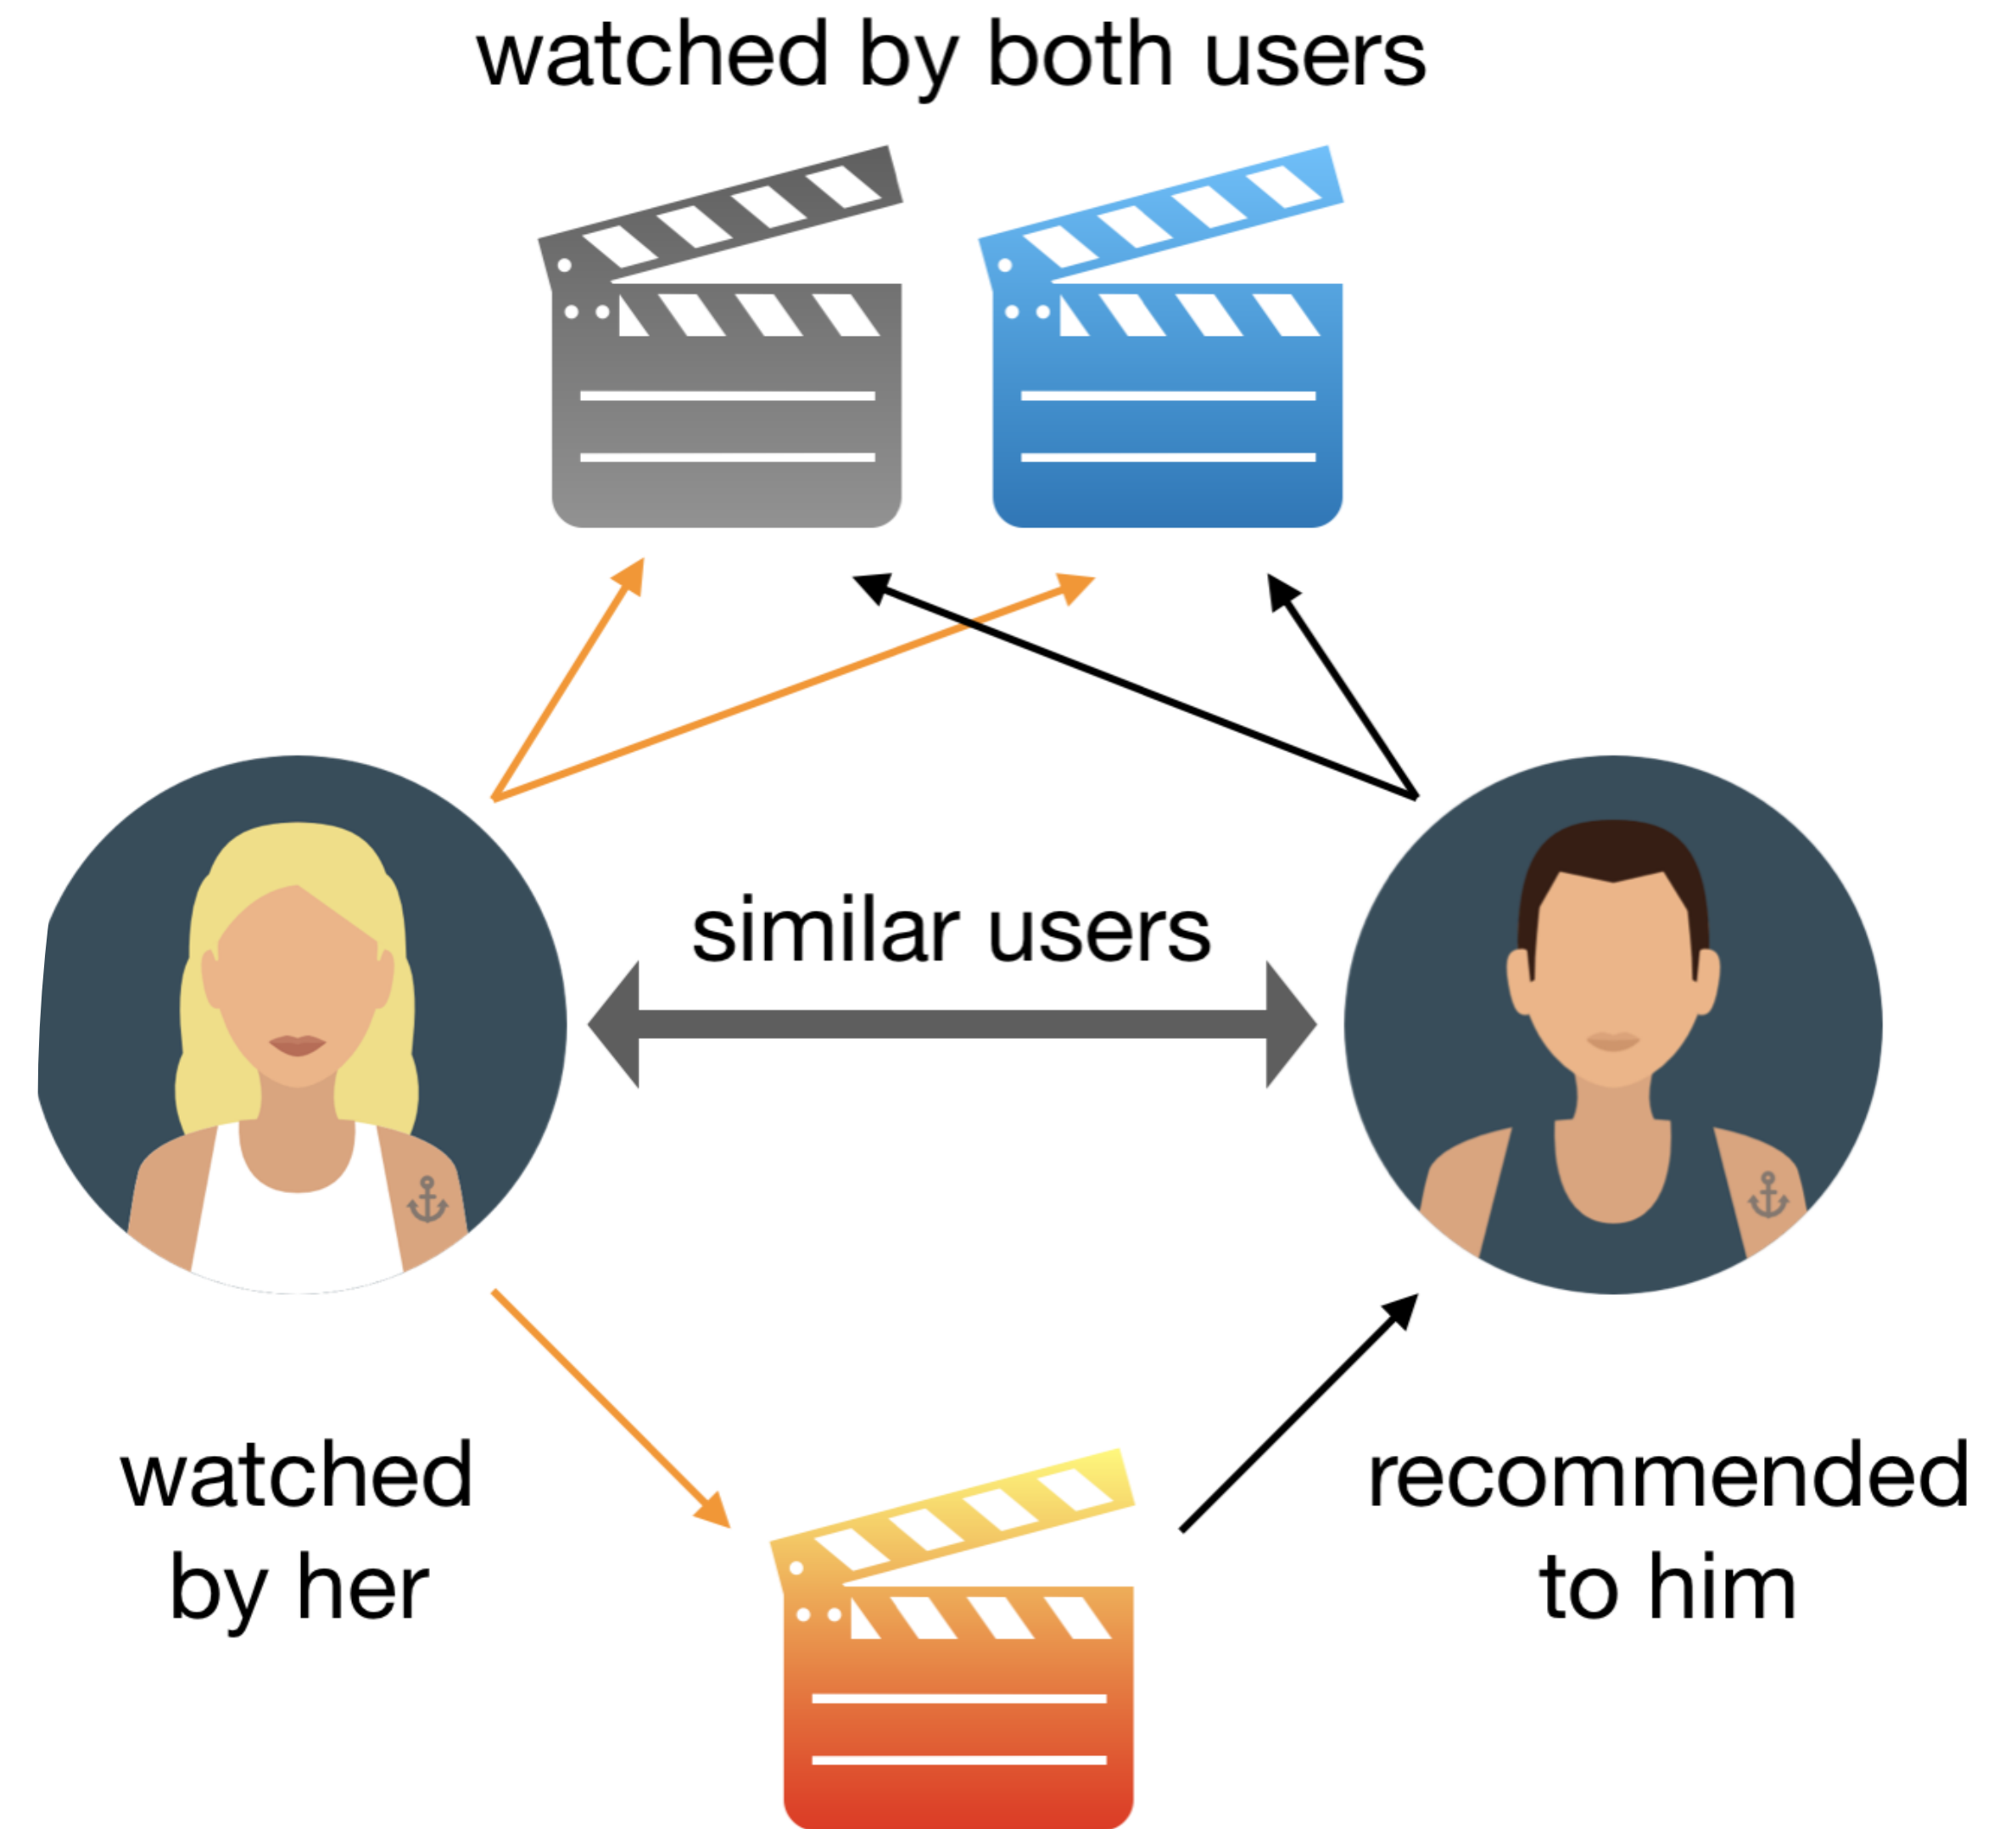 watched by both users
similar users
watched
by her
recommended
to him